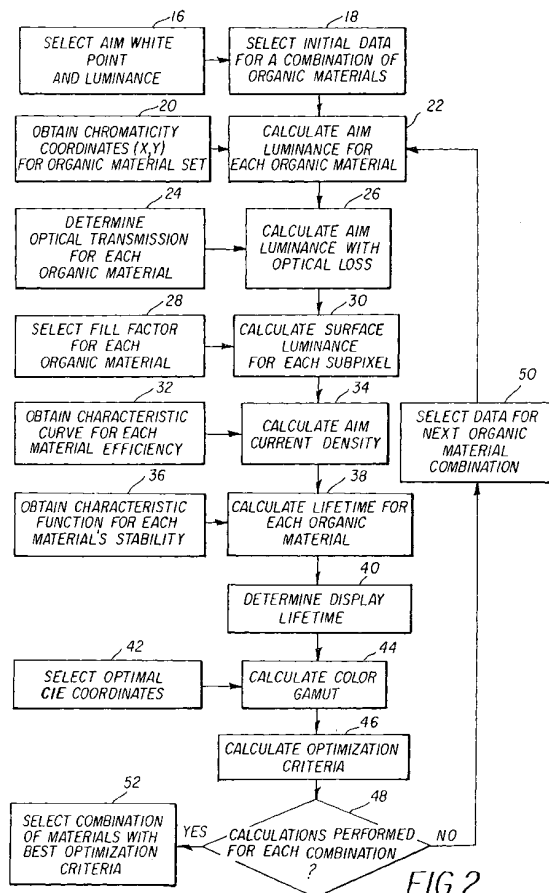 16
SELECT AIM WHITE
POINT
AND LUMINANCE
18
SELECT INITIAL DATA
FOR A COMBINATION OF
ORGANIC MATERIALS
20
OBTAIN CHROMATICITY
COORDINATES (X,Y)
FOR ORGANIC MATERIAL SET
22
CALCULATE AIM
LUMINANCE FOR
EACH ORGANIC MATERIAL
24
DETERMINE
OPTICAL TRANSMISSION
FOR EACH
ORGANIC MATERIAL
26
CALCULATE AIM
LUMINANCE WITH
OPTICAL LOSS
28
SELECT FILL
FACTOR FOR EACH
ORGANIC MATERIAL
30
CALCULATE SURFACE
LUMINANCE
FOR EACH SUBPIXEL
32
OBTAIN CHARACTERISTIC
CURVE FOR EACH
MATERIAL EFFICIENCY
34
CALCULATE AIM
CURRENT DENSITY
50
SELECT DATA FOR
NEXT ORGANIC
MATERIAL
COMBINATION
36
OBTAIN CHARACTERISTIC
FUNCTION FOR EACH
MATERIAL'S STABILITY
38
CALCULATE LIFETIME FOR
EACH ORGANIC
MATERIAL
40
DETERMINE DISPLAY
LIFETIME
42
SELECT OPTIMAL
CIE COORDINATES
44
CALCULATE COLOR
GAMUT
46
CALCULATE OPTIMIZATION
CRITERIA
52
SELECT COMBINATION
OF MATERIALS WITH
BEST OPTIMIZATION
CRITERIA
YES
48
CALCULATIONS PERFORMED
FOR EACH COMBINATION
?
NO
FIG.2